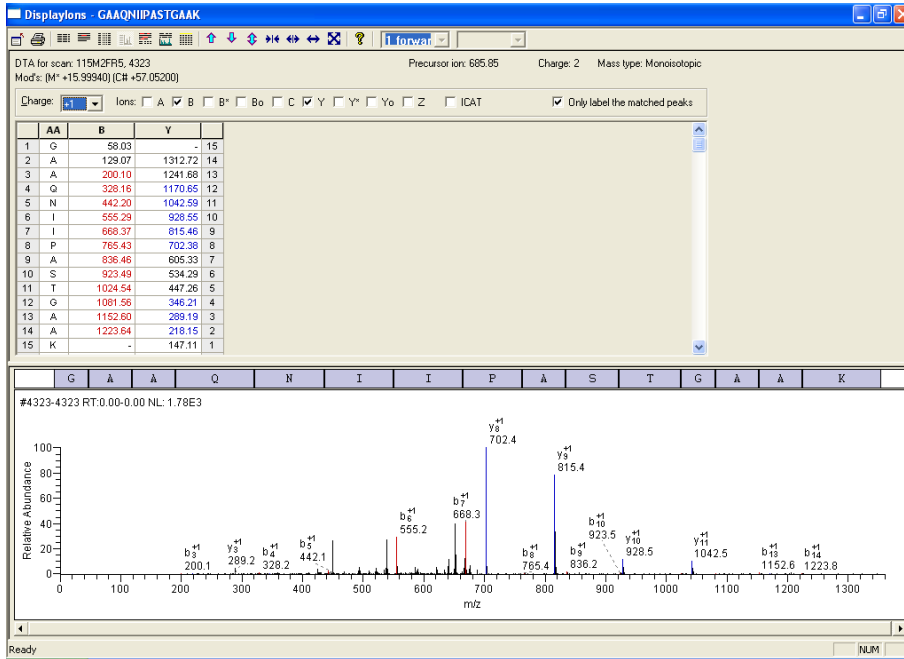 DisplayIons - GAAQNIIPASTGAAK
1 forwar
DTA for scan: 115M2FR5, 4323 Precursor ion: 685.85 Charge: 2 Mass type: Monoisotopic
Mod's: (M* +15.99940) (C# +57.05200)
Charge: +1 Ions: A B B* Bo C Y Y* Yo Z ICAT Only label the matched peaks
AA B Y
1 G 58.03 - 15
2 A 129.07 1312.72 14
3 A 200.10 1241.68 13
4 Q 328.16 1170.65 12
5 N 442.20 1042.59 11
6 I 555.29 928.55 10
7 I 668.37 815.46 9
8 P 765.43 702.38 8
9 A 836.46 605.33 7
10 S 923.49 534.29 6
11 T 1024.54 447.26 5
12 G 1081.56 346.21 4
13 A 1152.60 289.19 3
14 A 1223.64 218.15 2
15 K - 147.11 1
G A A Q N I I P A S T G A A K
#4323-4323 RT:0.00-0.00 NL: 1.78E3
Relative Abundance
100
80
60
40
20
0
y8+1
702.4
y9+1
815.4
b7+1
668.3
b6+1
555.2
b10+1
923.5
b3+1
200.1
y3+1
289.2
b4+1
328.2
b5+1
442.1
b8+1
765.4
b9+1
836.2
y10+1
928.5
y11+1
1042.5
b13+1
1152.6
b14+1
1223.8
0 100 200 300 400 500 600 700 800 900 1000 1100 1200 1300
m/z
Ready NUM